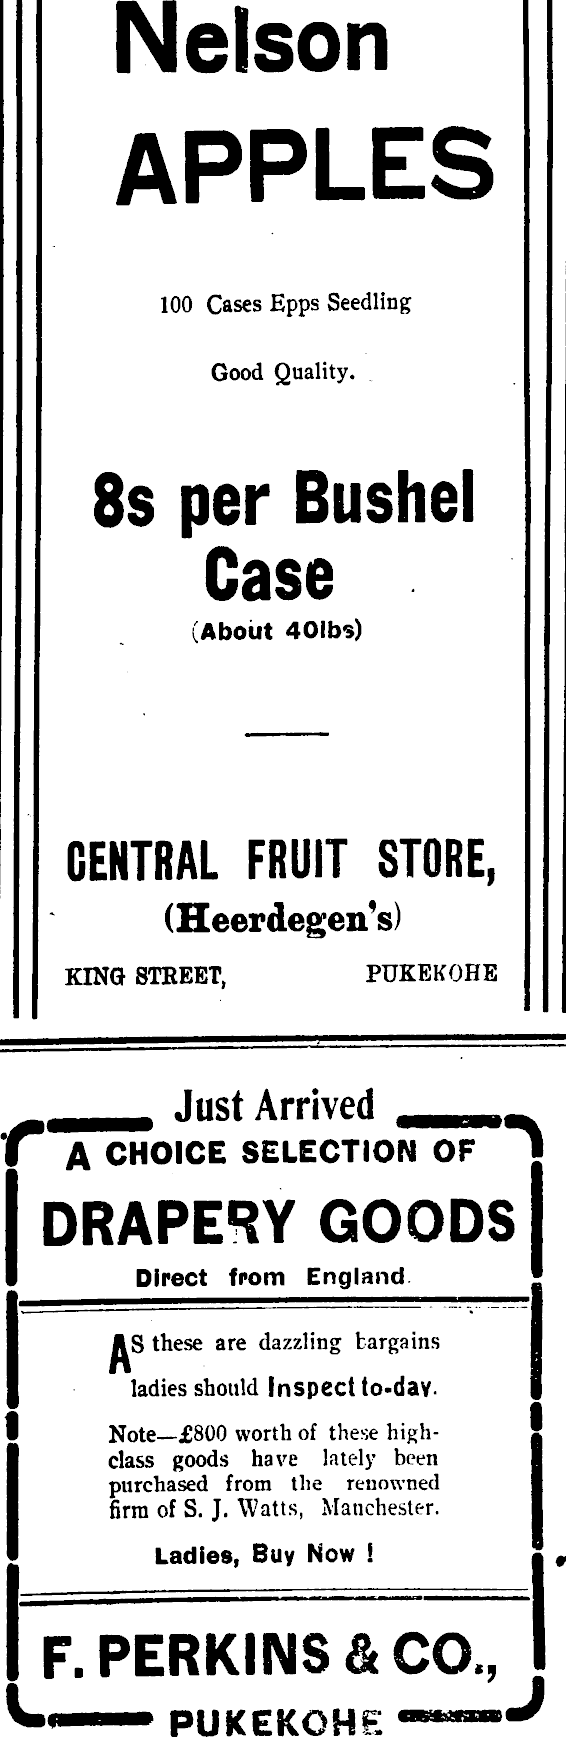 Nelson
APPLES
100 Cases Epps Seedling
Good Quality.
8s per Bushel
Case
(About 40lbs)
CENTRAL FRUIT STORE,
(Heerdegen's)
KING STREET, PUKEKOHE
Just Arrived
A CHOICE SELECTION OF
DRAPERY GOODS
Direct from England.
As these are dazzling bargains
ladies should Inspect to-day.
Note—£800 worth of these high-
class goods have lately been
purchased from the renowned
firm of S. J. Watts, Manchester.
Ladies, Buy Now !
F. PERKINS & CO.,
PUKEKOHE